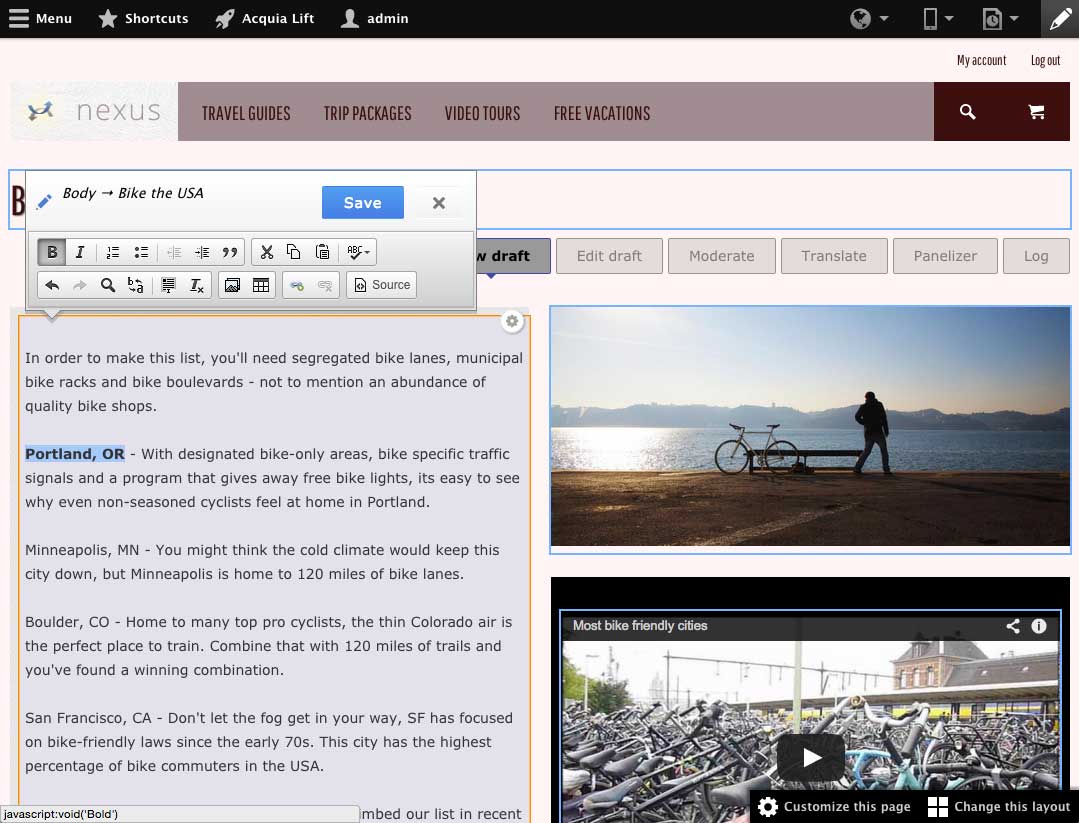 Menu Shortcuts Acquia Lift admin
My account Log out
nexus TRAVEL GUIDES TRIP PACKAGES VIDEO TOURS FREE VACATIONS
B
Body → Bike the USA Save
B I ABC
Source
draft Edit draft Moderate Translate Panelizer Log
In order to make this list, you'll need segregated bike lanes, municipal
bike racks and bike boulevards - not to mention an abundance of
quality bike shops.
Portland, OR - With designated bike-only areas, bike specific traffic
signals and a program that gives away free bike lights, its easy to see
why even non-seasoned cyclists feel at home in Portland.
Minneapolis, MN - You might think the cold climate would keep this
city down, but Minneapolis is home to 120 miles of bike lanes.
Boulder, CO - Home to many top pro cyclists, the thin Colorado air is
the perfect place to train. Combine that with 120 miles of trails and
you've found a winning combination.
San Francisco, CA - Don't let the fog get in your way, SF has focused
on bike-friendly laws since the early 70s. This city has the highest
percentage of bike commuters in the USA.
our list in recent
Most bike friendly cities
javascript:void('Bold')
Customize this page Change this layout